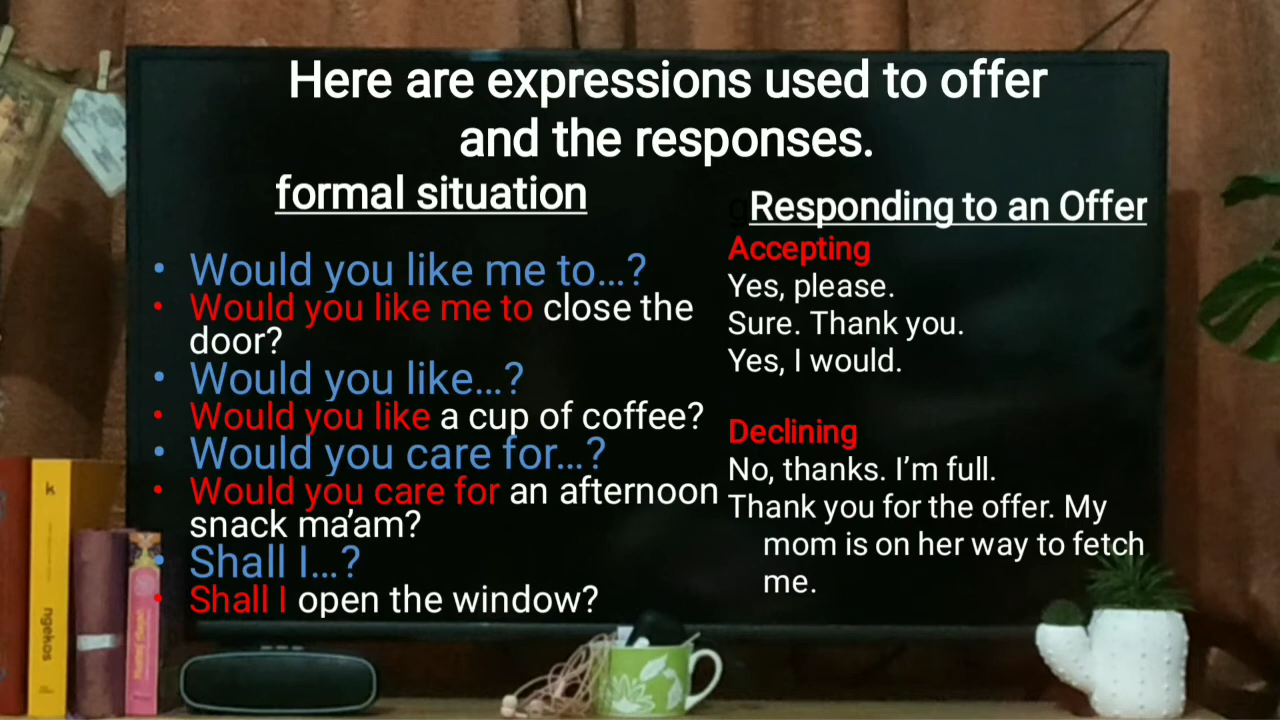 Here are expressions used to offer
and the responses.
formal situation
Would you like me to…?
Would you like me to close the
door?
Would you like…?
Would you like a cup of coffee?
Would you care for…?
Would you care for an afternoon
snack ma’am?
Shall I…?
Shall I open the window?
Responding to an Offer
Accepting
Yes, please.
Sure. Thank you.
Yes, I would.
Declining
No, thanks. I’m full.
Thank you for the offer. My
mom is on her way to fetch
me.
k
ngekos